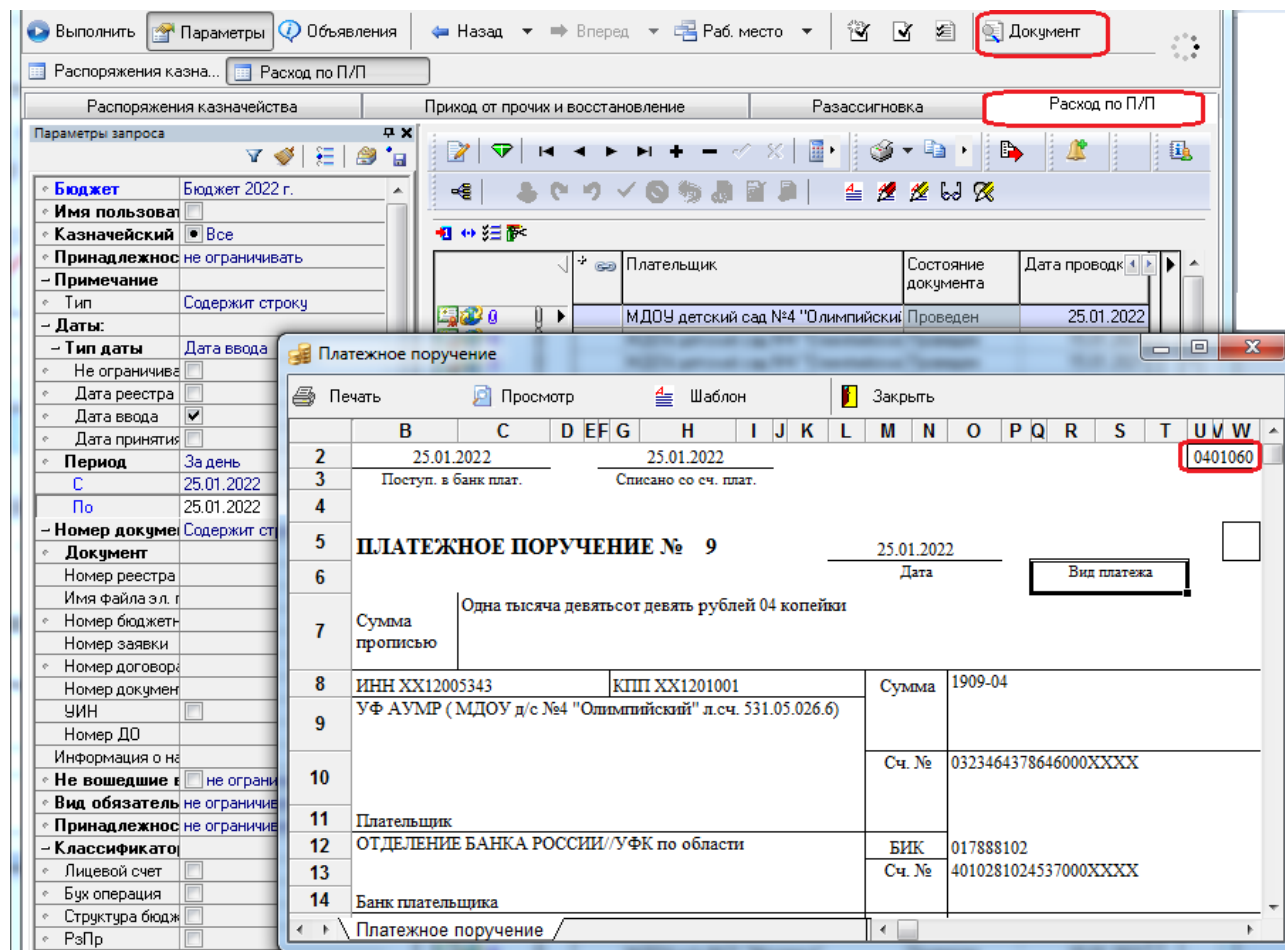 Выполнить Параметры Объявления Назад Вперед Раб. место Документ
Распоряжения казна... Расход по П/П
Распоряжения казначейства Приход от прочих и восстановление Разассигновка Расход по П/П
Параметры запроса
Бюджет Бюджет 2022 г.
Имя пользоват
Казначейский Все
Принадлежнос не ограничивать
Примечание
Тип Содержит строку
Даты:
Тип даты Дата ввода
Не ограничива
Дата реестра
Дата ввода
Дата принятия
Период За день
С 25.01.2022
По 25.01.2022
Номер докумен Содержит стр
Документ
Номер реестра
Имя файла эл. п
Номер бюджетн
Номер заявки
Номер договора
Номер документ
УИН
Номер ДО
Информация о на
Не вошедшие в не ограни
Вид обязатель не ограничив
Принадлежнос не ограничив
Классификатор
Лицевой счет
Бух операция
Структура бюдж
РзПр
Плательщик Состояние документа Дата проводк
МДОУ детский сад №4 "Олимпийский Проведен 25.01.2022
Платежное поручение
Печать Просмотр Шаблон Закрыть
B C D E F G H I J K L M N O P Q R S T U V W
2 25.01.2022 25.01.2022 0401060
3 Поступ. в банк плат. Списано со сч. плат.
4
5 ПЛАТЕЖНОЕ ПОРУЧЕНИЕ № 9 25.01.2022
6 Дата Вид платежа
7 Сумма прописью Одна тысяча девятьсот девять рублей 04 копейки
8 ИНН XX12005343 КПП XX1201001 Сумма 1909-04
9 УФ АУМР ( МДОУ д/с №4 "Олимпийский" л.сч. 531.05.026.6)
10 Сч. № 0323464378646000XXXX
11 Плательщик
12 ОТДЕЛЕНИЕ БАНКА РОССИИ//УФК по области БИК 017888102
13 Сч. № 4010281024537000XXXX
14 Банк плательщика
Платежное поручение